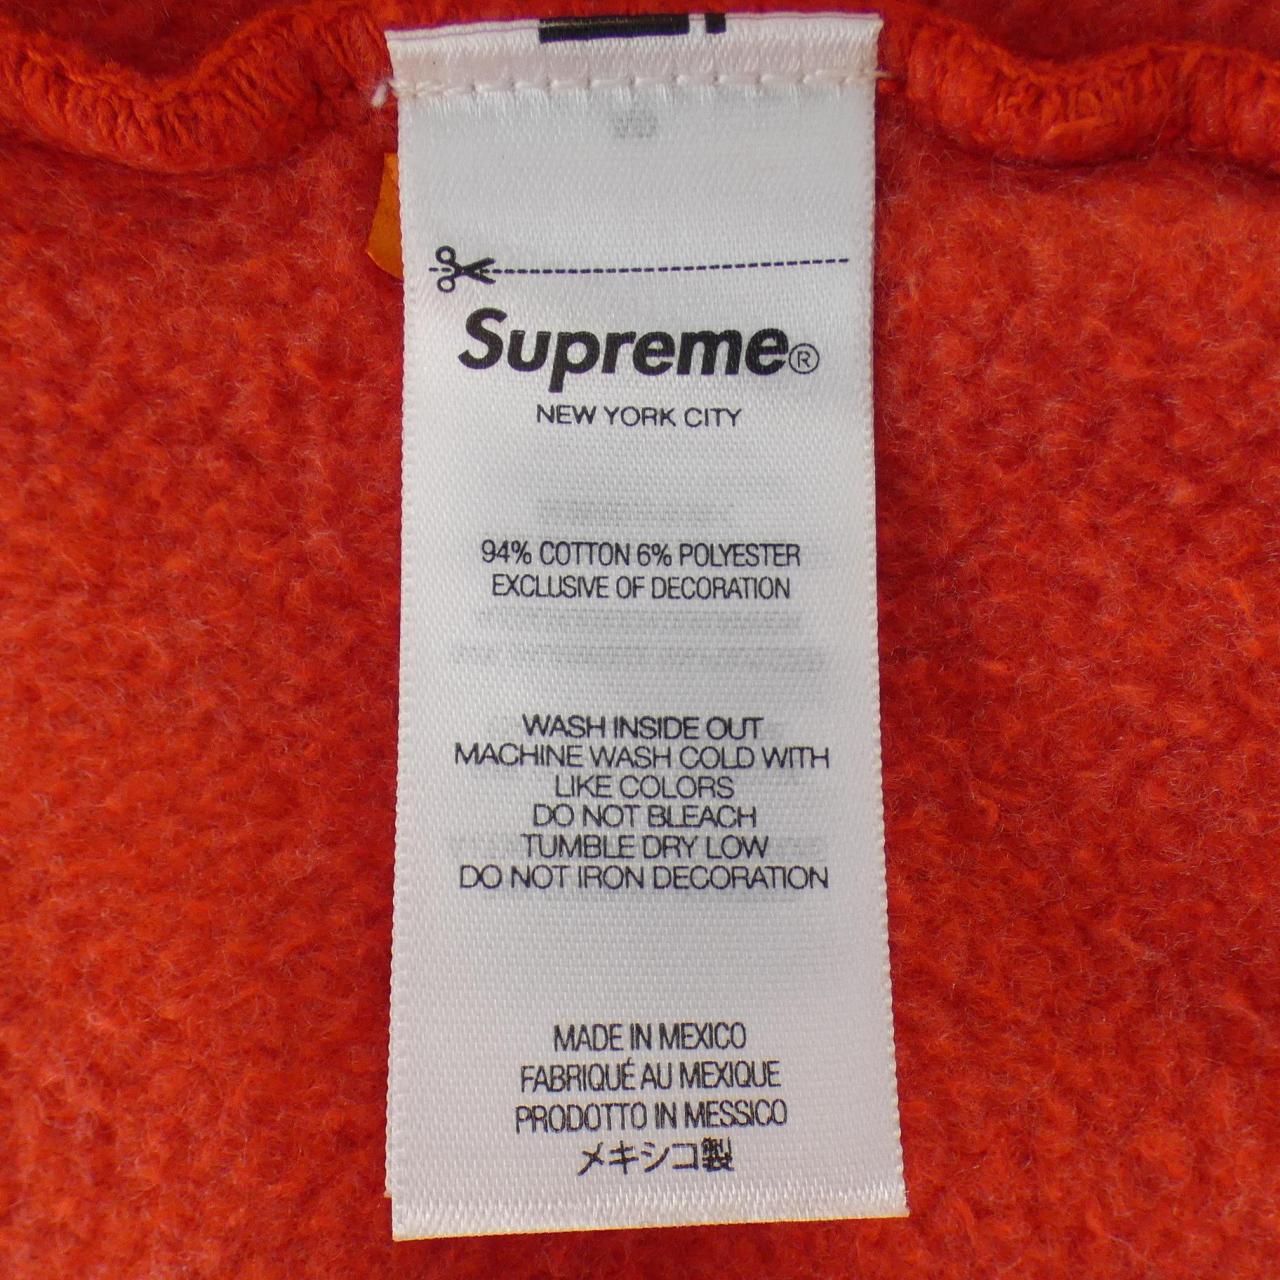 Supreme®
NEW YORK CITY
94% COTTON 6% POLYESTER
EXCLUSIVE OF DECORATION
WASH INSIDE OUT
MACHINE WASH COLD WITH
LIKE COLORS
DO NOT BLEACH
TUMBLE DRY LOW
DO NOT IRON DECORATION
MADE IN MEXICO
FABRIQUÉ AU MEXIQUE
PRODOTTO IN MESSICO
メキシコ製